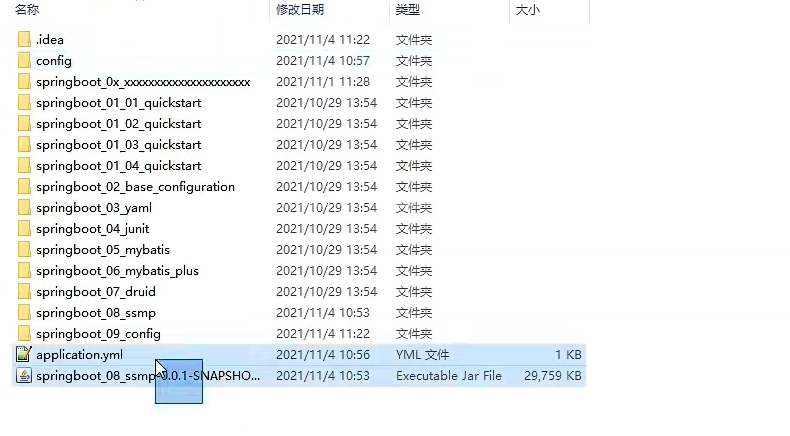 名称 修改日期 类型 大小
.idea 2021/11/4 11:22 文件夹
config 2021/11/4 10:57 文件夹
springboot_0x_xxxxxxxxxxxxxxxxxxxxx 2021/11/1 11:28 文件夹
springboot_01_01_quickstart 2021/10/29 13:54 文件夹
springboot_01_02_quickstart 2021/10/29 13:54 文件夹
springboot_01_03_quickstart 2021/10/29 13:54 文件夹
springboot_01_04_quickstart 2021/10/29 13:54 文件夹
springboot_02_base_configuration 2021/10/29 13:54 文件夹
springboot_03_yaml 2021/10/29 13:54 文件夹
springboot_04_junit 2021/10/29 13:54 文件夹
springboot_05_mybatis 2021/10/29 13:54 文件夹
springboot_06_mybatis_plus 2021/10/29 13:54 文件夹
springboot_07_druid 2021/10/29 13:54 文件夹
springboot_08_ssmp 2021/11/4 10:53 文件夹
springboot_09_config 2021/11/4 11:22 文件夹
application.yml 2021/11/4 10:56 YML 文件 1 KB
springboot_08_ssmp-0.0.1-SNAPSHO... 2021/11/4 10:53 Executable Jar File 29,759 KB